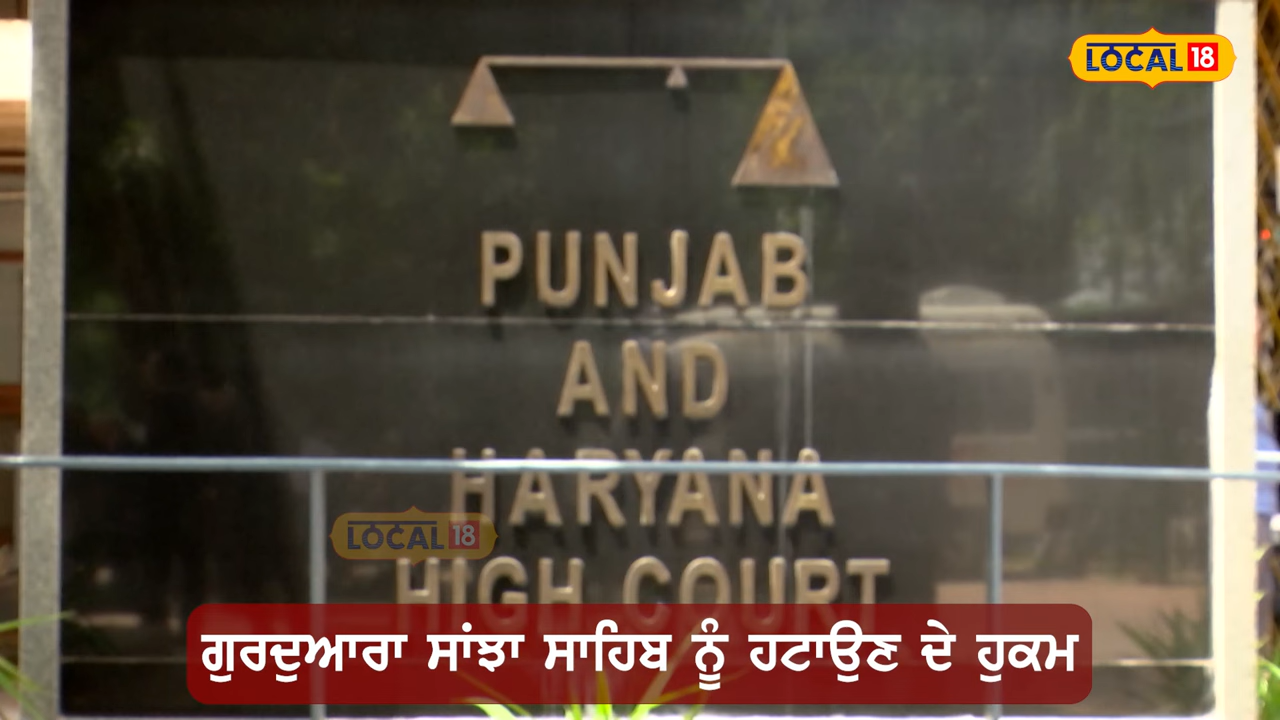 LOCAL 18
PUNJAB
AND
HARYANA
LOCAL 18
HIGH COURT
ਗੁਰਦੁਆਰਾ ਸਾਂਝਾ ਸਾਹਿਬ ਨੂੰ ਹਟਾਉਣ ਦੇ ਹੁਕਮ